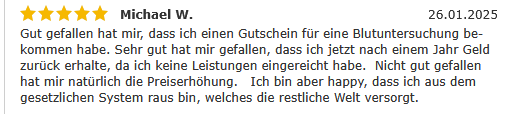 Michael W. 26.01.2025
Gut gefallen hat mir, dass ich einen Gutschein für eine Blutuntersuchung be-
kommen habe. Sehr gut hat mir gefallen, dass ich jetzt nach einem Jahr Geld
zurück erhalte, da ich keine Leistungen eingereicht habe.  Nicht gut gefallen
hat mir natürlich die Preiserhöhung.   Ich bin aber happy, dass ich aus dem
gesetzlichen System raus bin, welches die restliche Welt versorgt.